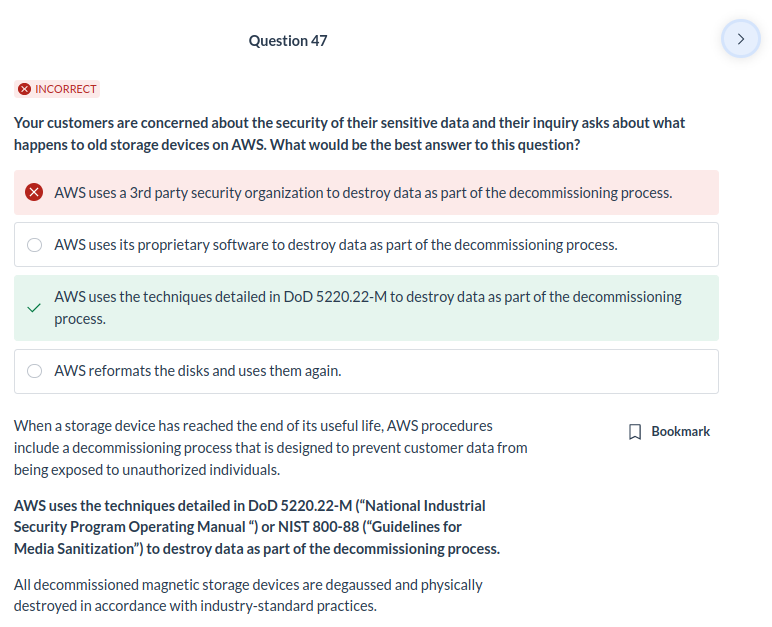 Question 47
INCORRECT
Your customers are concerned about the security of their sensitive data and their inquiry asks about what
happens to old storage devices on AWS. What would be the best answer to this question?
AWS uses a 3rd party security organization to destroy data as part of the decommissioning process.
AWS uses its proprietary software to destroy data as part of the decommissioning process.
AWS uses the techniques detailed in DoD 5220.22-M to destroy data as part of the decommissioning
process.
AWS reformats the disks and uses them again.
When a storage device has reached the end of its useful life, AWS procedures
include a decommissioning process that is designed to prevent customer data from
being exposed to unauthorized individuals.
Bookmark
AWS uses the techniques detailed in DoD 5220.22-M (“National Industrial
Security Program Operating Manual “) or NIST 800-88 (“Guidelines for
Media Sanitization”) to destroy data as part of the decommissioning process.
All decommissioned magnetic storage devices are degaussed and physically
destroyed in accordance with industry-standard practices.